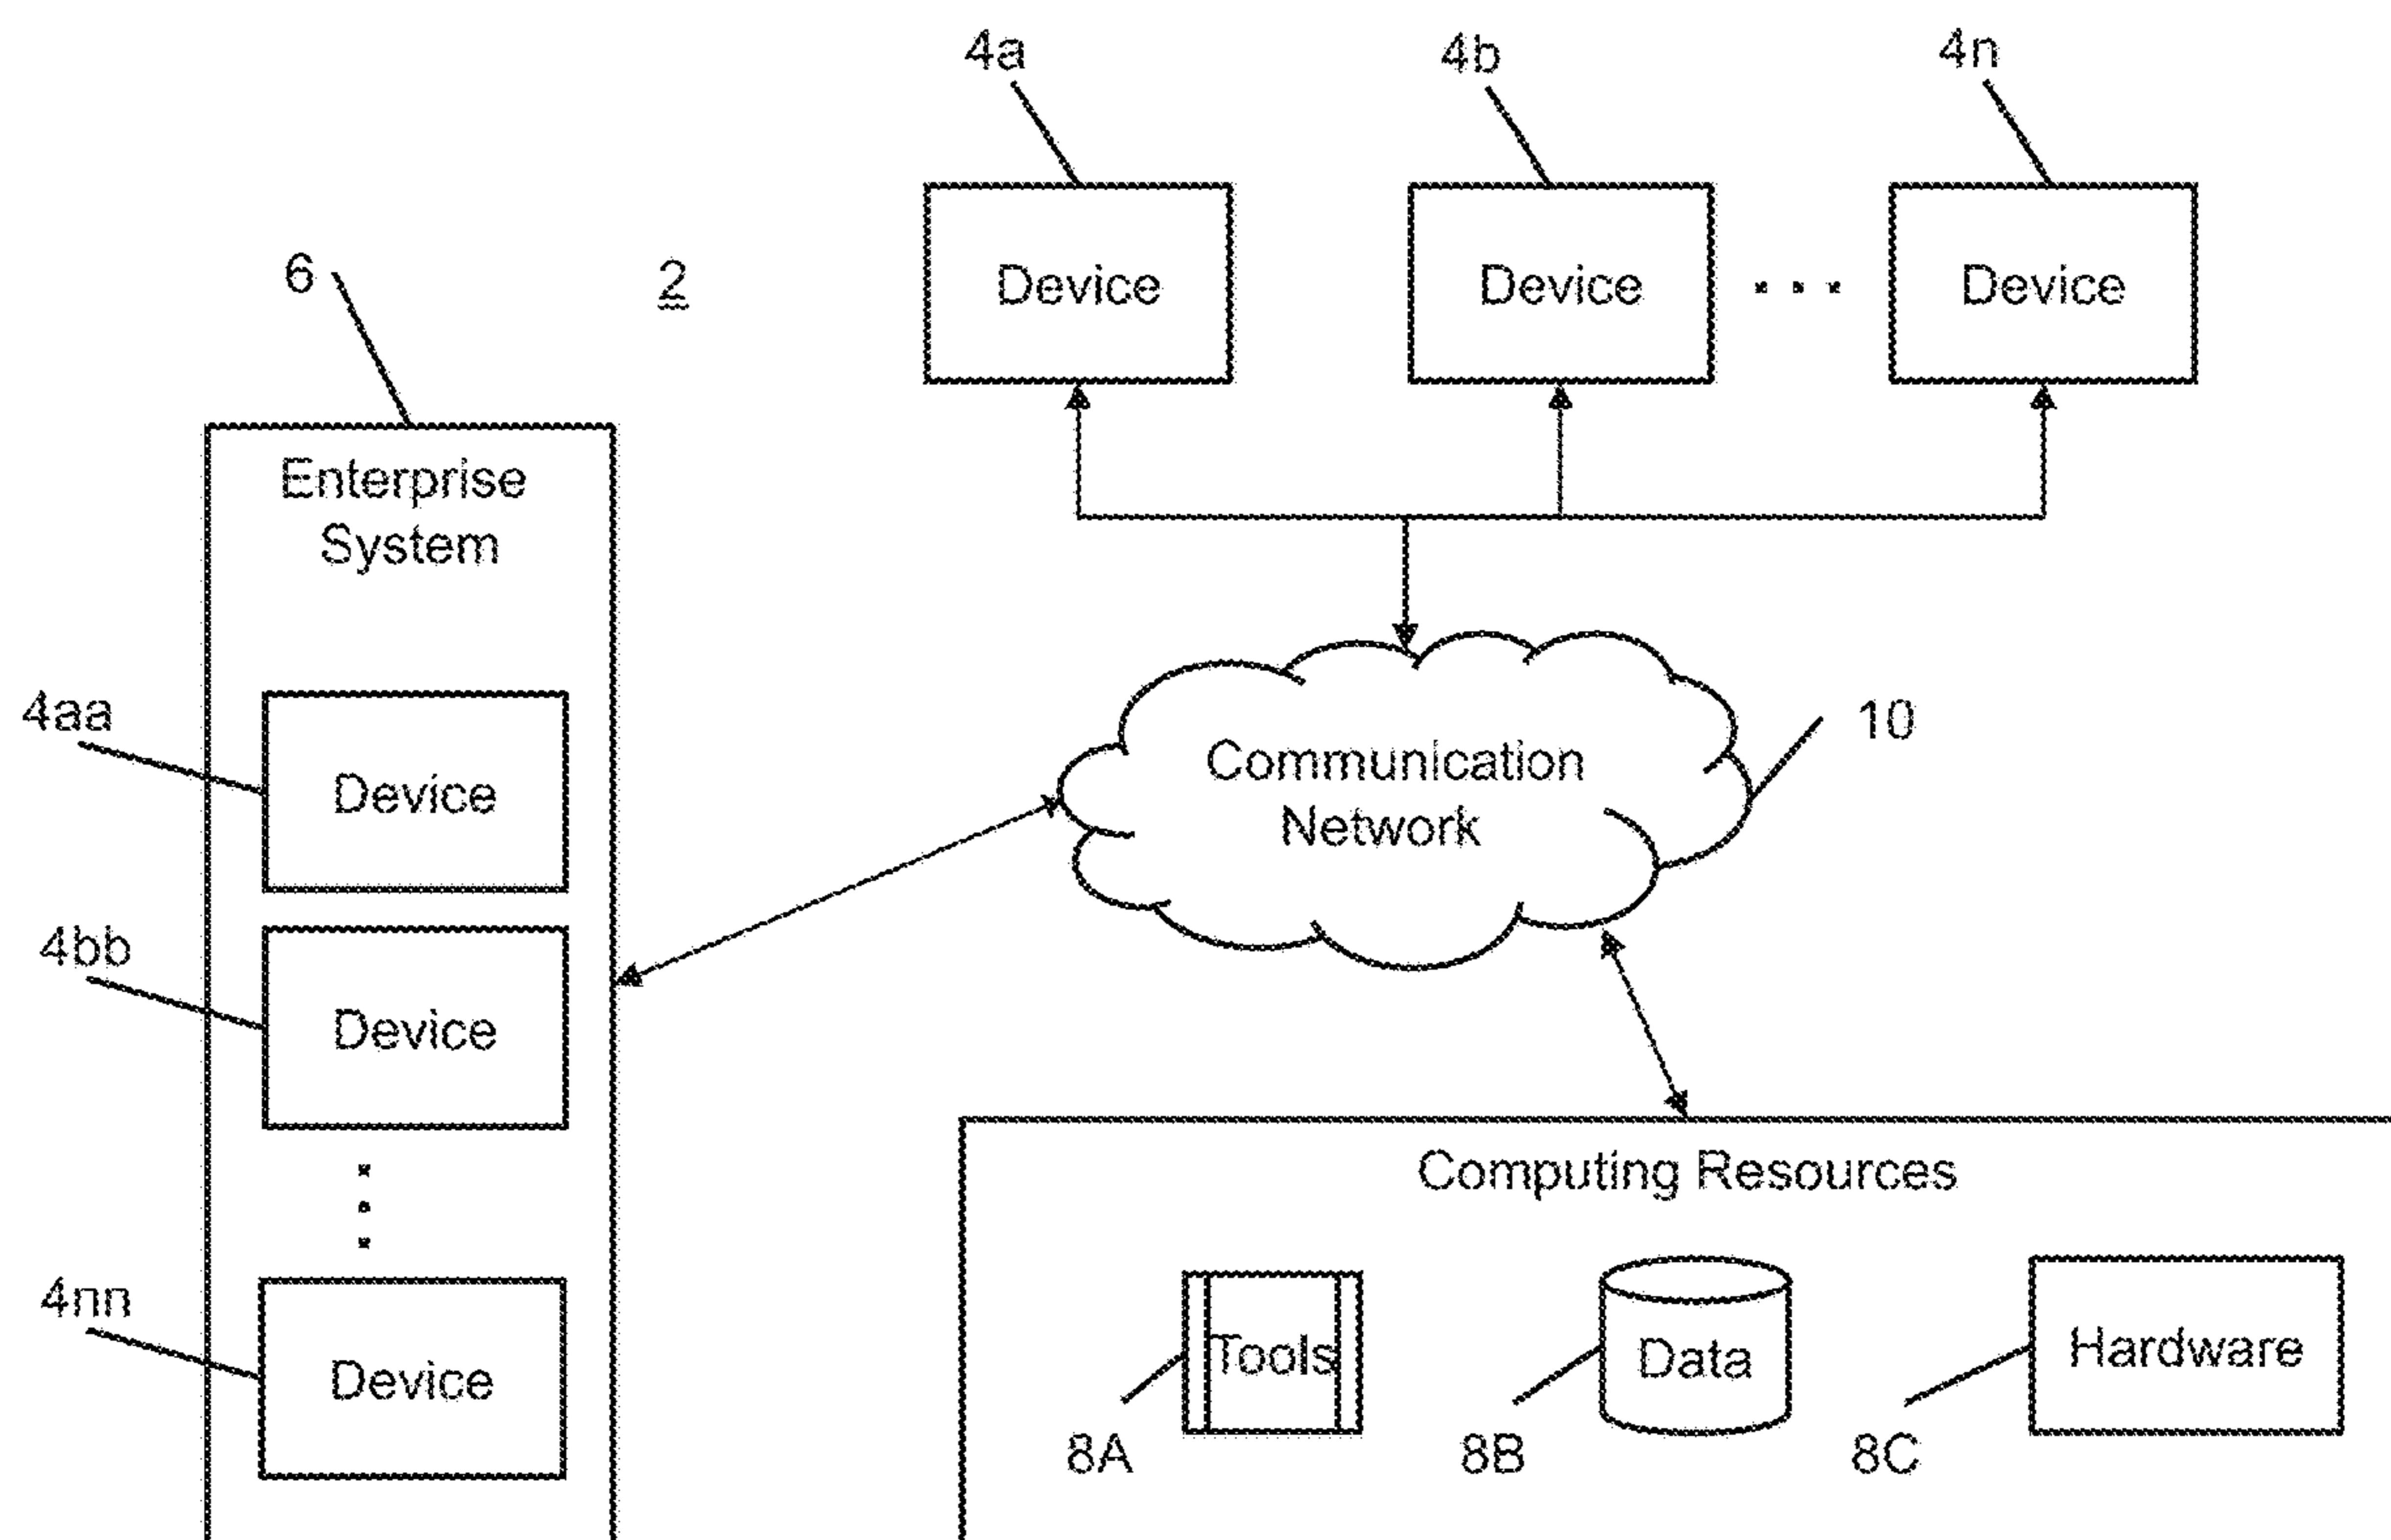 4a
4b
4n
Device
Device
Device
6
2
Enterprise
System
4aa
Device
4bb
Device
4nn
Device
Communication
Network
10
Computing Resources
Tools
Data
Hardware
8A
8B
8C